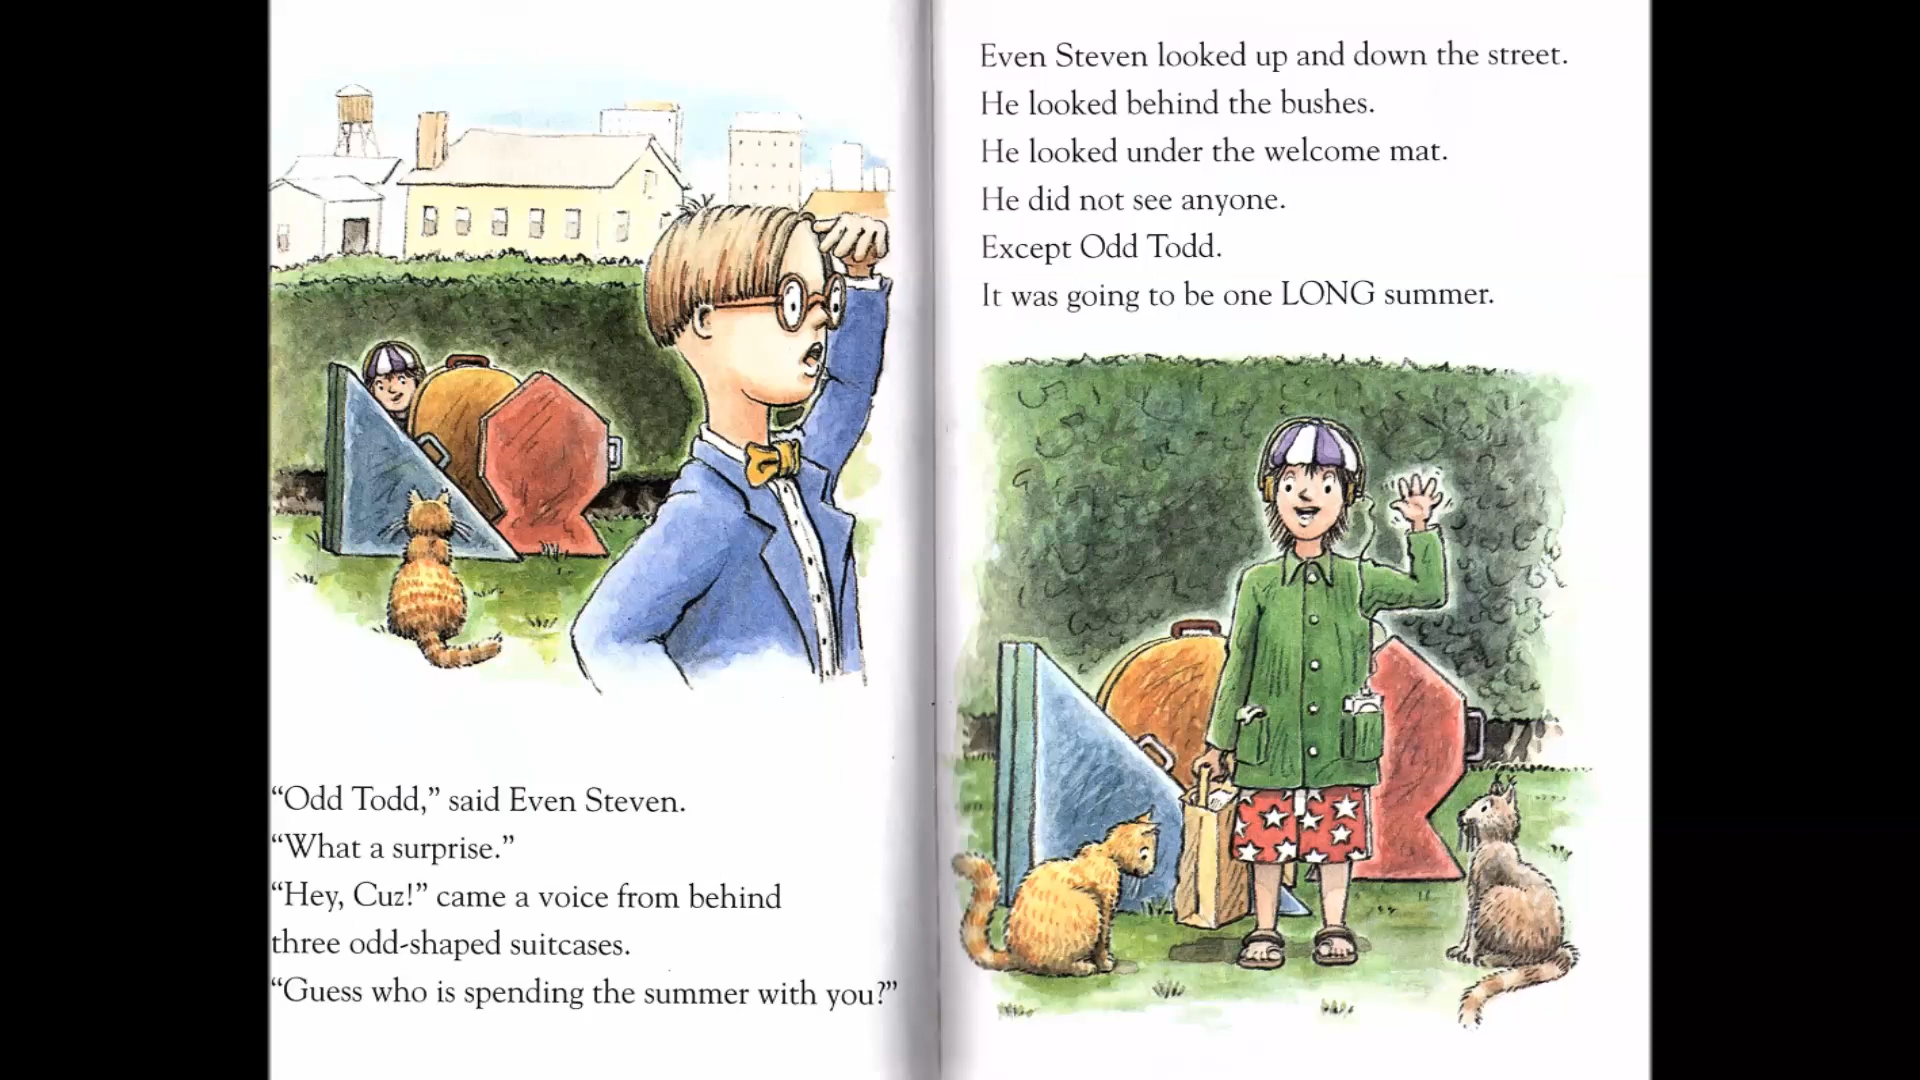 “Odd Todd,” said Even Steven.
“What a surprise.”
“Hey, Cuz!” came a voice from behind
three odd-shaped suitcases.
“Guess who is spending the summer with you?”
Even Steven looked up and down the street.
He looked behind the bushes.
He looked under the welcome mat.
He did not see anyone.
Except Odd Todd.
It was going to be one LONG summer.